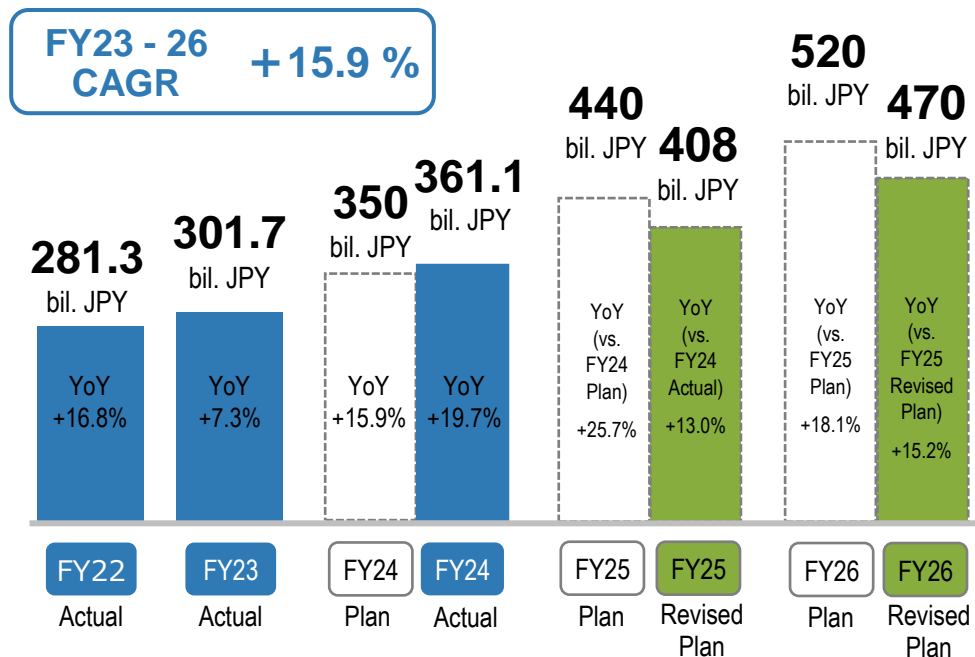 FY23 - 26
CAGR
+15.9 %
281.3
bil. JPY
301.7
bil. JPY
350
bil. JPY
361.1
bil. JPY
440
bil. JPY
408
bil. JPY
520
bil. JPY
470
bil. JPY
YoY
+16.8%
YoY
+7.3%
YoY
+15.9%
YoY
+19.7%
YoY
(vs.
FY24
Plan)
+25.7%
YoY
(vs.
FY24
Actual)
+13.0%
YoY
(vs.
FY25
Plan)
+18.1%
YoY
(vs.
FY25
Revised
Plan)
+15.2%
FY22
Actual
FY23
Actual
FY24
Plan
FY24
Actual
FY25
Plan
FY25
Revised
Plan
FY26
Plan
FY26
Revised
Plan